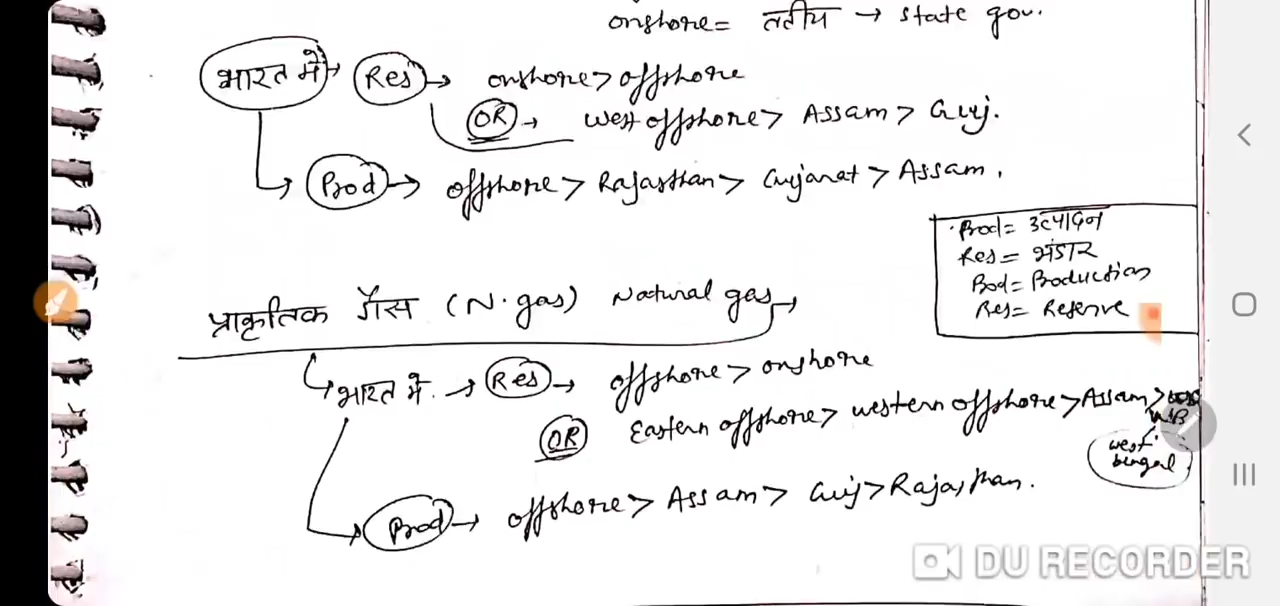 onshore= तटीय → state gov.
भारत में → Res → onshore > offshore
OR → West offshore > Assam > Guj.
Prod → offshore > Rajasthan > Gujarat > Assam.
Prod= उत्पादन
Res= भंडार
Prod= Production
Res= Reserve
प्राकृतिक गैस (N. gas) Natural gas →
भारत में. → Res → offshore > onshore
OR Eastern offshore > western offshore > Assam >
WB
west bengal
Prod → offshore > Assam > Guj > Rajasthan.
DU RECORDER